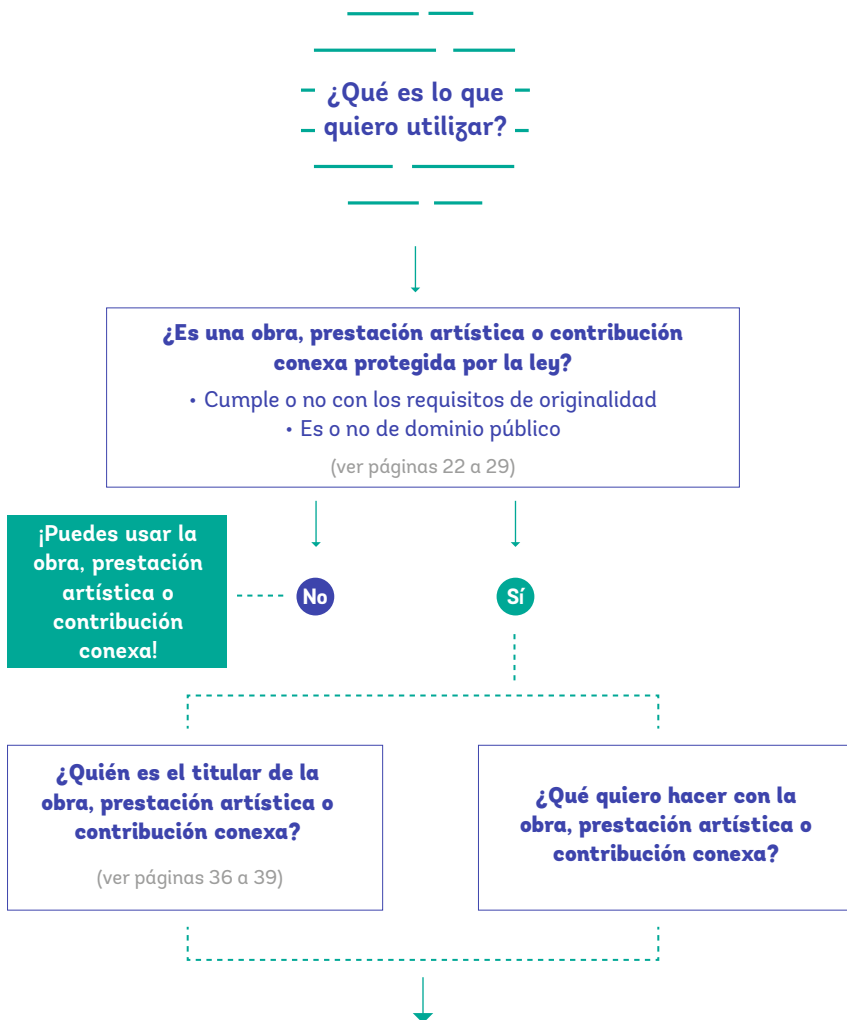 ¿Qué es lo que
quiero utilizar?
¿Es una obra, prestación artística o contribución
conexa protegida por la ley?
• Cumple o no con los requisitos de originalidad
• Es o no de dominio público
(ver páginas 22 a 29)
¡Puedes usar la
obra, prestación
artística o
contribución
conexa!
No
Sí
¿Quién es el titular de la
obra, prestación artística o
contribución conexa?
(ver páginas 36 a 39)
¿Qué quiero hacer con la
obra, prestación artística o
contribución conexa?